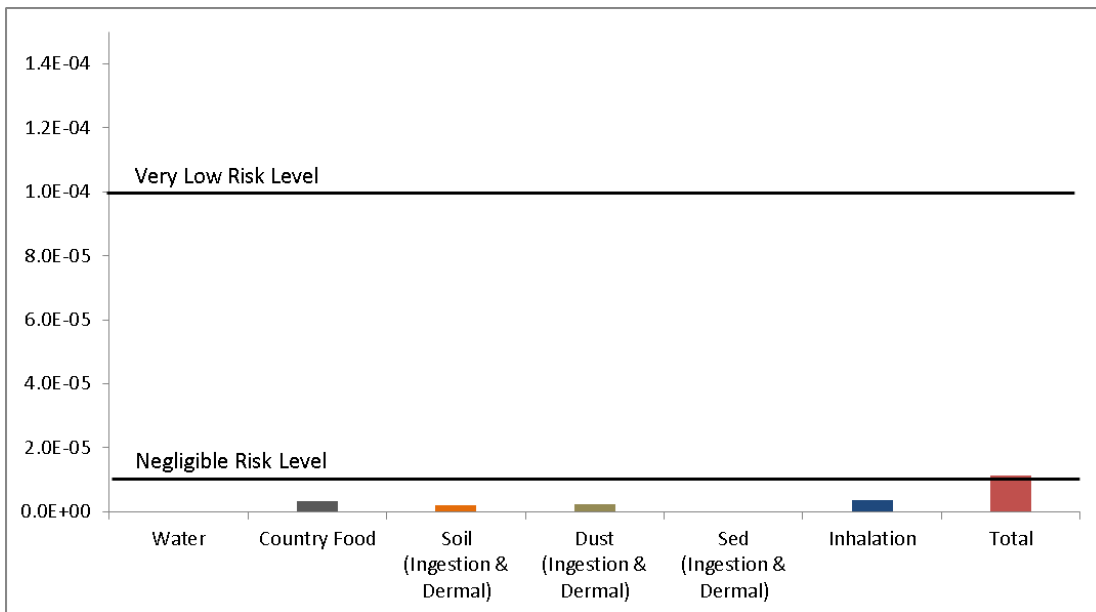 1.4E-04
1.2E-04
Very Low Risk Level
1.0E-04
8.0E-05
6.0E-05
4.0E-05
2.0E-05
Negligible Risk Level
0.0E+00
Water
Country Food
Soil
(Ingestion &
Dermal)
Dust
(Ingestion &
Dermal)
Sed
(Ingestion &
Dermal)
Inhalation
Total